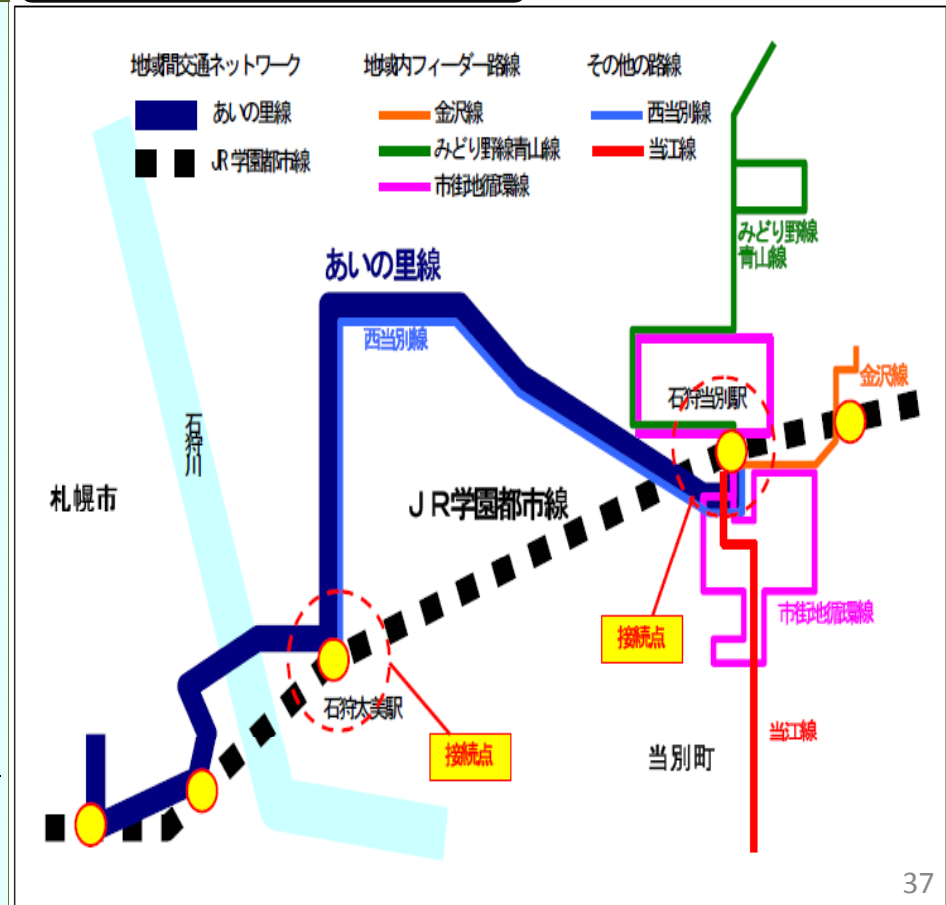 地域間交通ネットワーク
あいの里線
JR学園都市線
地域内フィーダー路線
金沢線
みどり野線青山線
市街地循環線
その他の路線
西当別線
当江線
みどり野線
青山線
あいの里線
西当別線
石狩当別駅
金沢線
石狩川
札幌市
JR学園都市線
接続点
市街地循環線
石狩太美駅
接続点
当別町
当江線
37